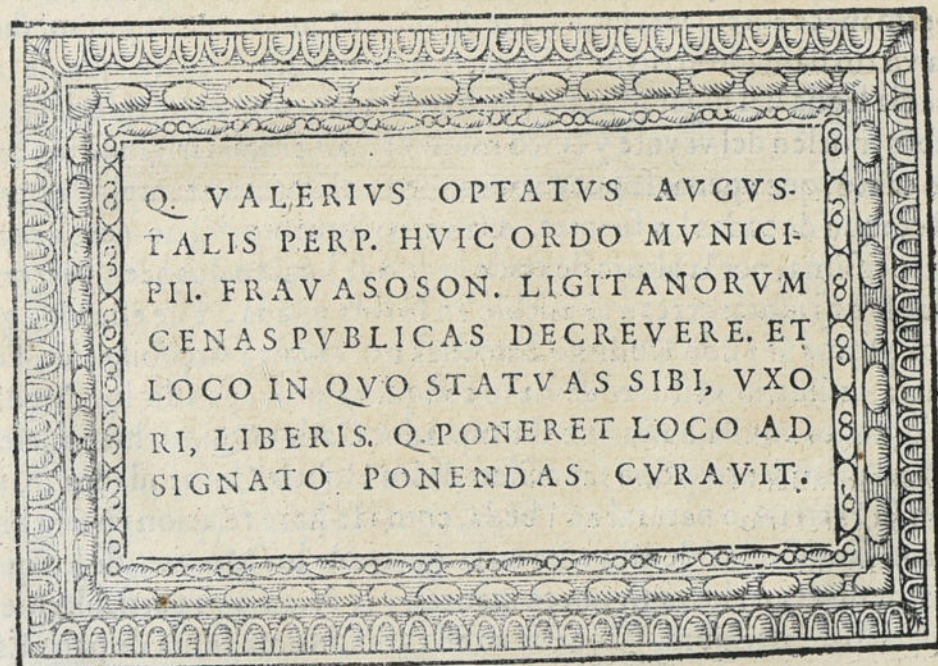 Q. VALERIVS OPTATVS AVGVS-
TALIS PERP. HVIC ORDO MVNICI-
PII. FRAVASOSON. LIGITANORVM
CENAS PVBLICAS DECREVERE. ET
LOCO IN QVO STATVAS SIBI, VXO
RI, LIBERIS. Q. PONERET LOCO AD
SIGNATO PONENDAS CVRAVIT.